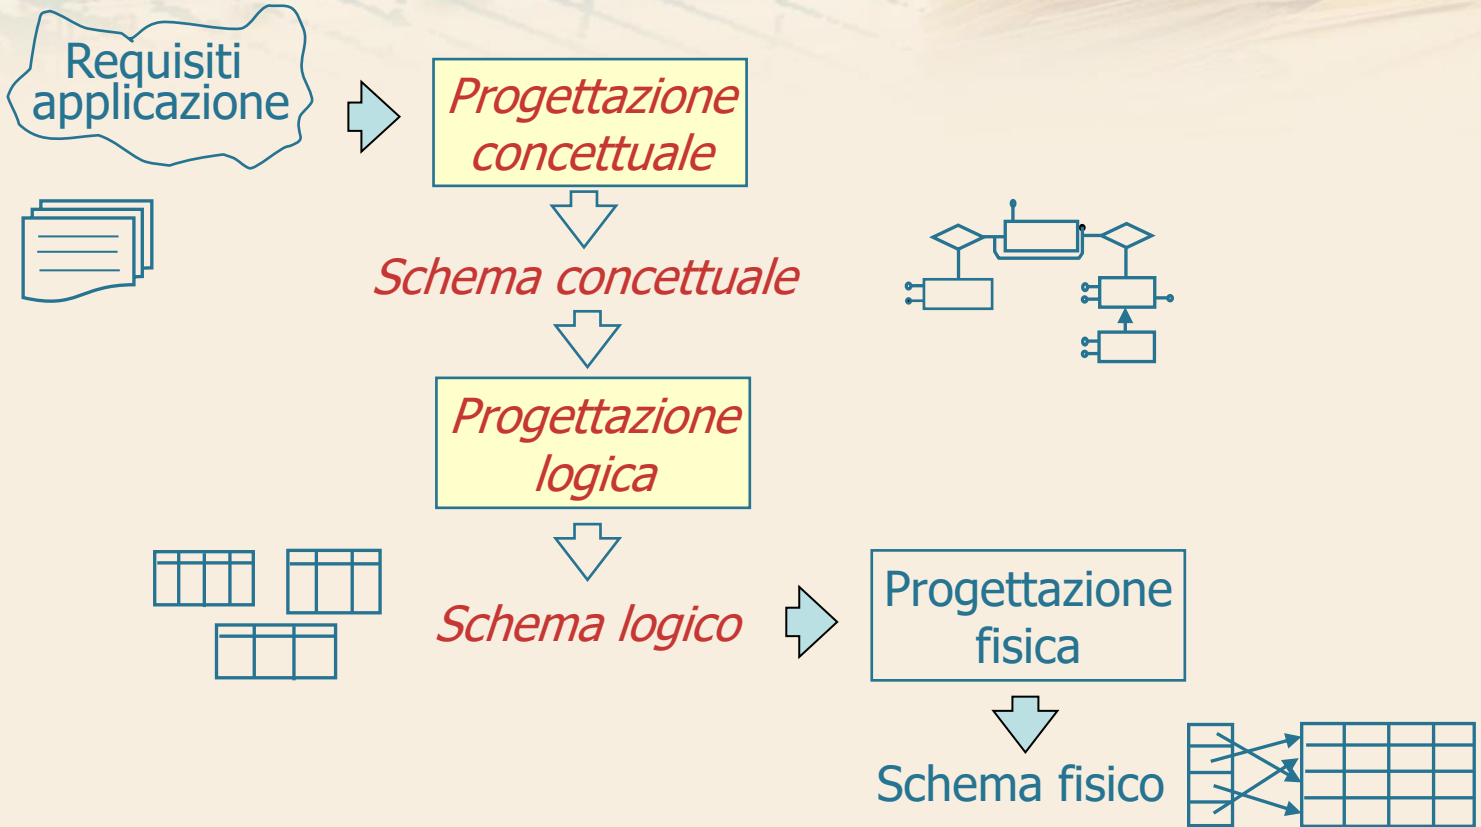 Requisiti
applicazione
Progettazione
concettuale
Schema concettuale
Progettazione
logica
Schema logico
Progettazione
fisica
Schema fisico